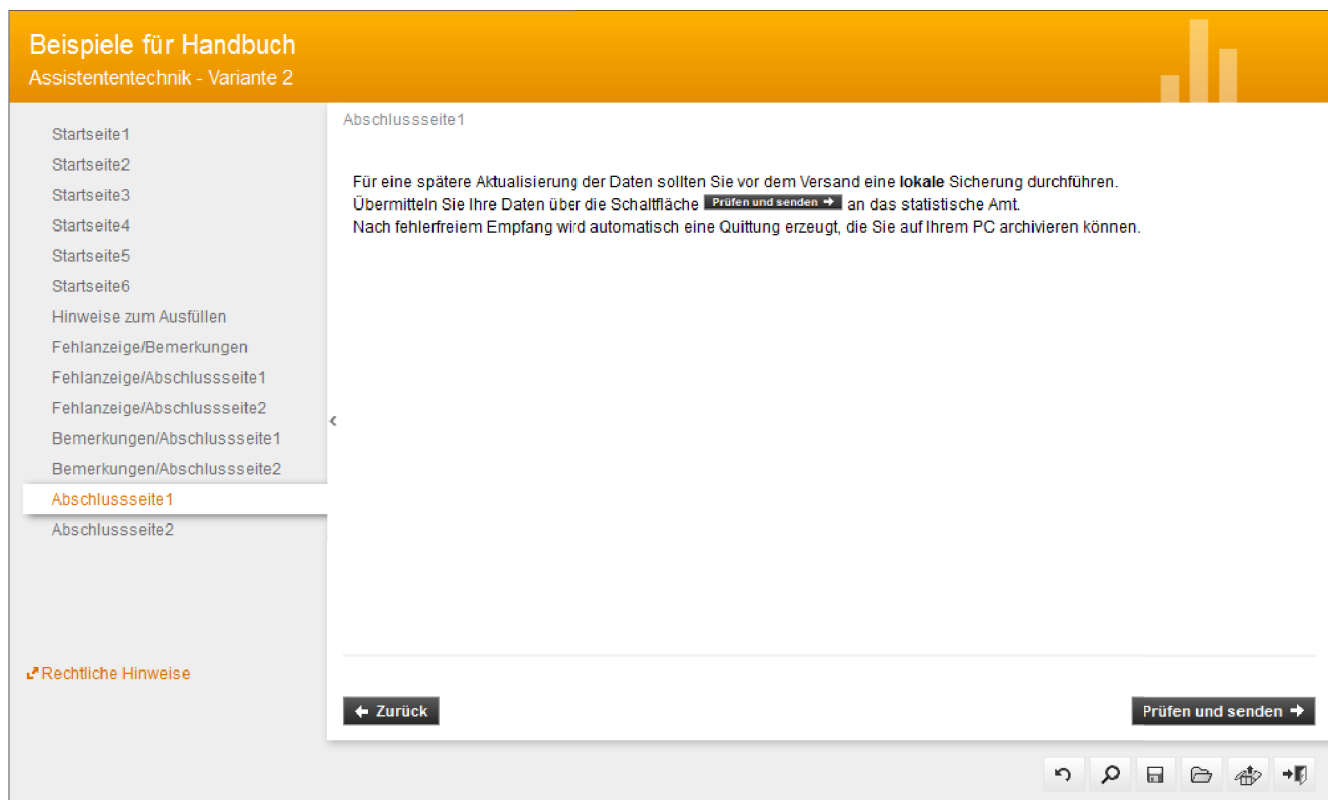 Beispiele für Handbuch
Assistententechnik - Variante 2
Startseite1
Startseite2
Startseite3
Startseite4
Startseite5
Startseite6
Hinweise zum Ausfüllen
Fehlanzeige/Bemerkungen
Fehlanzeige/Abschlussseite1
Fehlanzeige/Abschlussseite2
Bemerkungen/Abschlussseite1
Bemerkungen/Abschlussseite2
Abschlussseite1
Abschlussseite2
Rechtliche Hinweise
Abschlussseite1
Für eine spätere Aktualisierung der Daten sollten Sie vor dem Versand eine lokale Sicherung durchführen.
Übermitteln Sie Ihre Daten über die Schaltfläche Prüfen und senden → an das statistische Amt.
Nach fehlerfreiem Empfang wird automatisch eine Quittung erzeugt, die Sie auf Ihrem PC archivieren können.
← Zurück
Prüfen und senden →